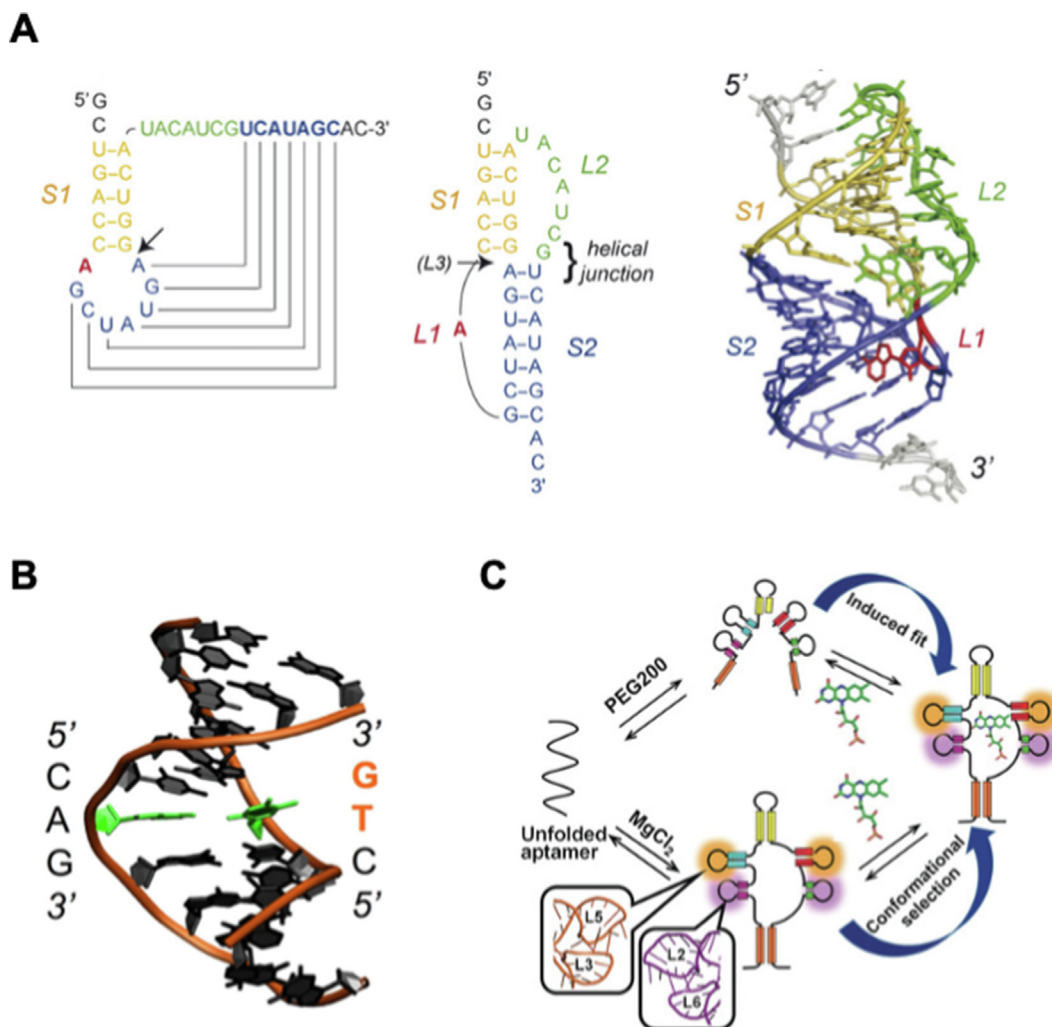 A
5'G
C
UACAUCGUCAUAGCAC-3'
U–A
G–C
S1
A–U
C–G
C–G
A
A
G
G
C
U
U
A
5'
G
C
U
U–A
A
G–C
C
L2
S1
A–U
A
C–G
U
C–G
C
(L3)
G
helical
junction
A–U
G–C
L1
A
U–A
S2
A–U
U–A
C–G
G–C
A
C
3'
5'
S1
L2
S2
L1
3'
B
5'
3'
C
G
A
T
G
C
3'
5'
C
Induced fit
PEG200
Unfolded
aptamer
MgCl2
Conformational
selection
L5
L3
L2
L6